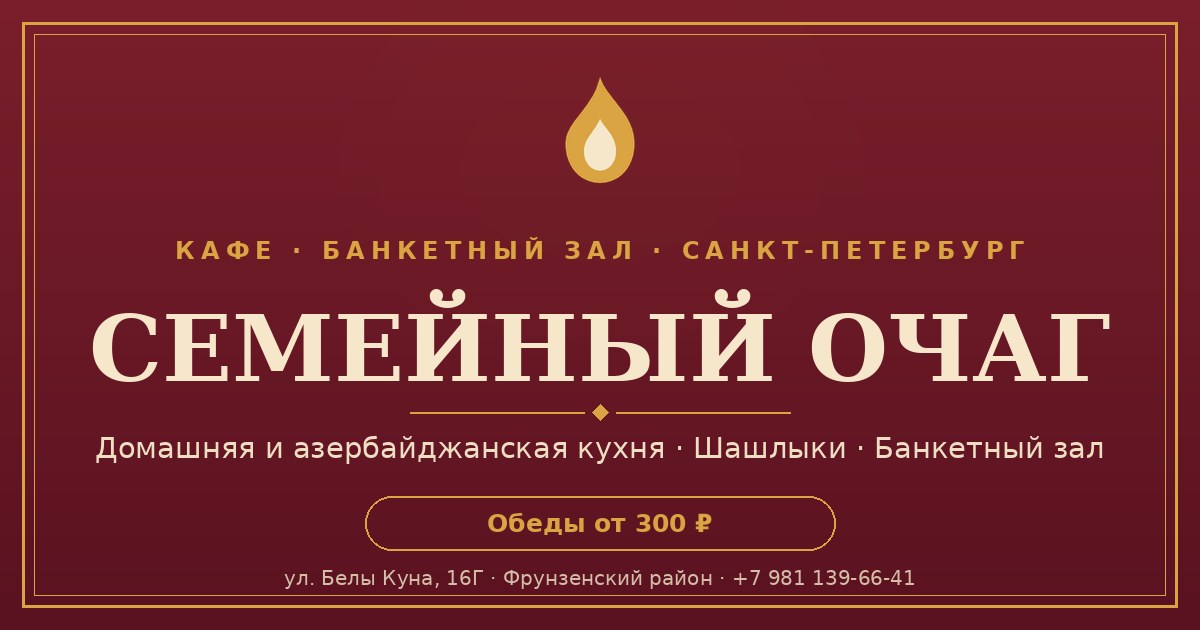 КАФЕ · БАНКЕТНЫЙ ЗАЛ · САНКТ-ПЕТЕРБУРГ
СЕМЕЙНЫЙ ОЧАГ
Домашняя и азербайджанская кухня · Шашлыки · Банкетный зал
Обеды от 300 ₽
ул. Белы Куна, 16Г · Фрунзенский район · +7 981 139-66-41